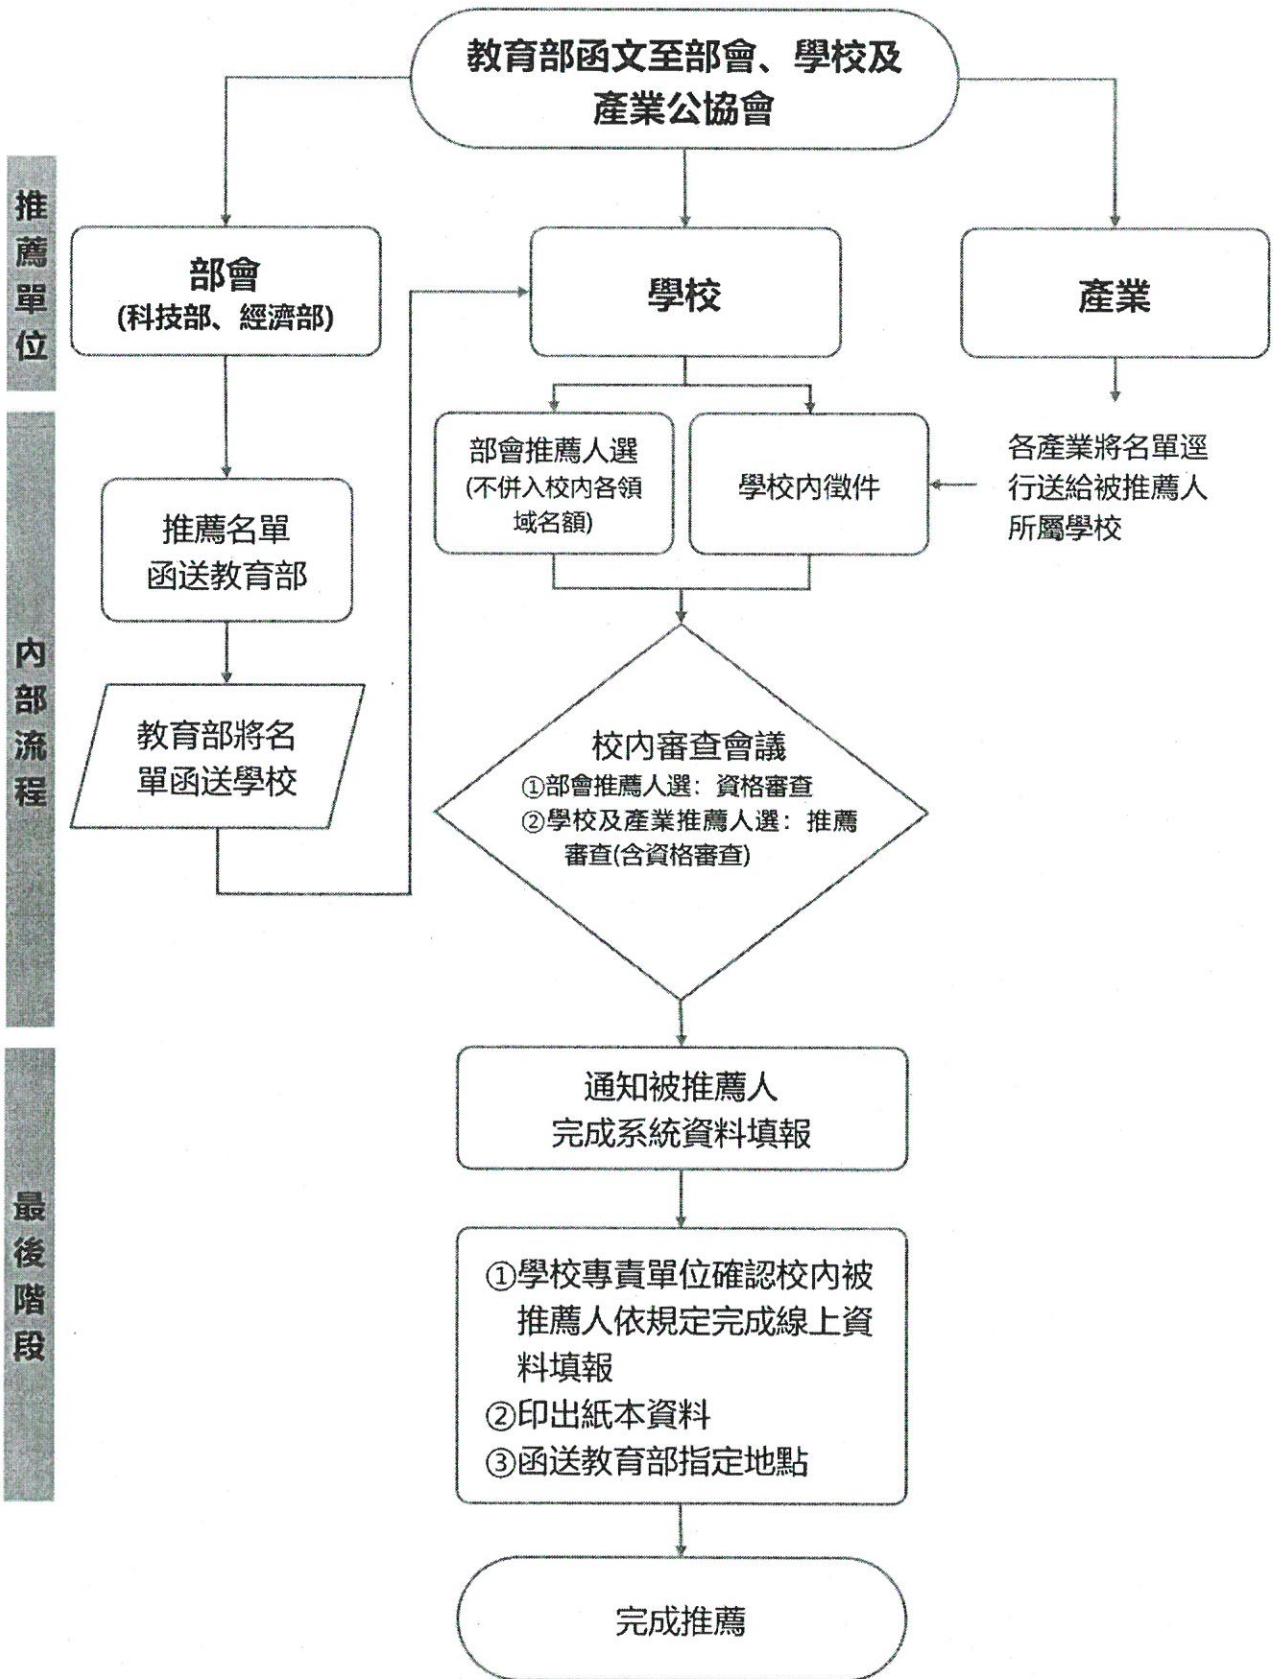 教育部函文至部會、學校及
產業公協會
推薦單位
部會
(科技部、經濟部)
學校
產業
內部流程
推薦名單
函送教育部
教育部將名
單函送學校
部會推薦人選
(不併入校內各領
域名額)
學校內徵件
各產業將名單逕
行送給被推薦人
所屬學校
校內審查會議
①部會推薦人選：資格審查
②學校及產業推薦人選：推薦
審查(含資格審查)
最後階段
通知被推薦人
完成系統資料填報
①學校專責單位確認校內被
推薦人依規定完成線上資
料填報
②印出紙本資料
③函送教育部指定地點
完成推薦